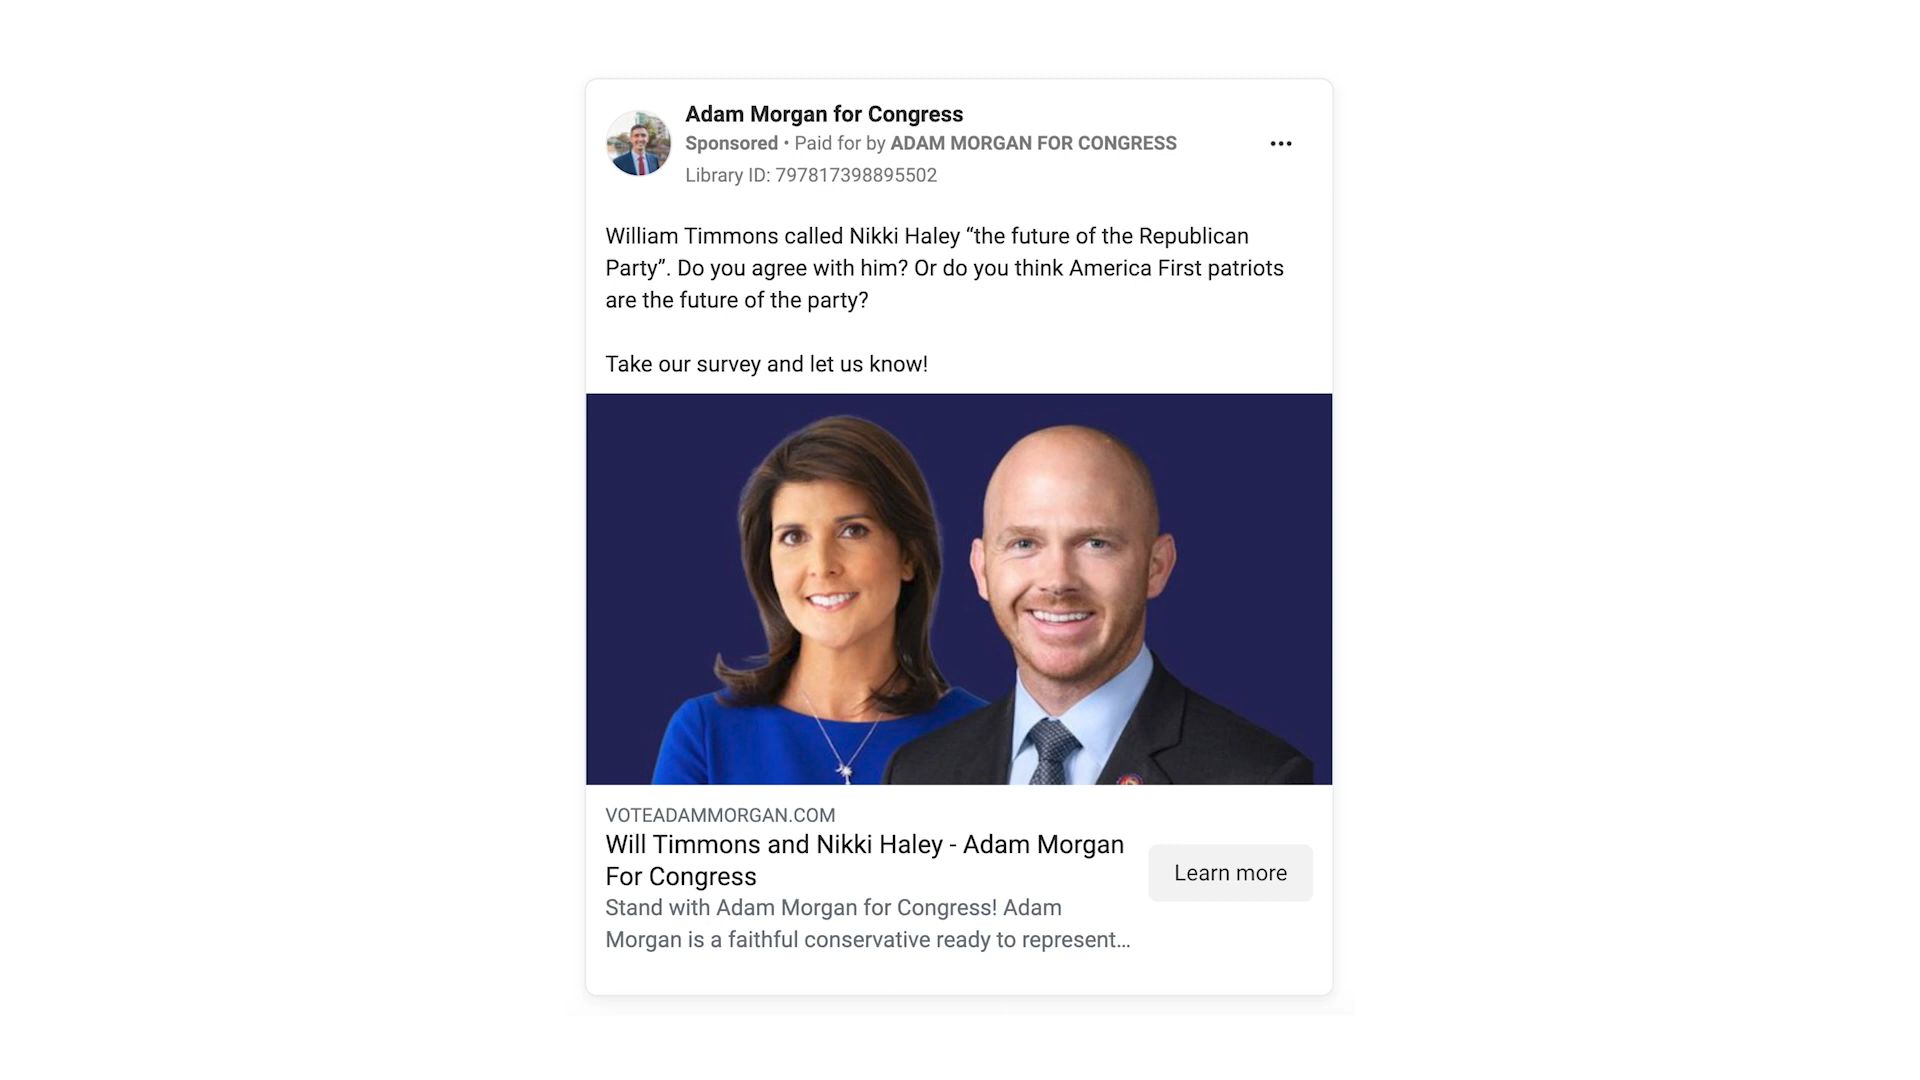 Adam Morgan for Congress
Sponsored • Paid for by ADAM MORGAN FOR CONGRESS
Library ID: 797817398895502
William Timmons called Nikki Haley “the future of the Republican
Party”. Do you agree with him? Or do you think America First patriots
are the future of the party?
Take our survey and let us know!
VOTEADAMMORGAN.COM
Will Timmons and Nikki Haley - Adam Morgan
For Congress
Learn more
Stand with Adam Morgan for Congress! Adam
Morgan is a faithful conservative ready to represent...